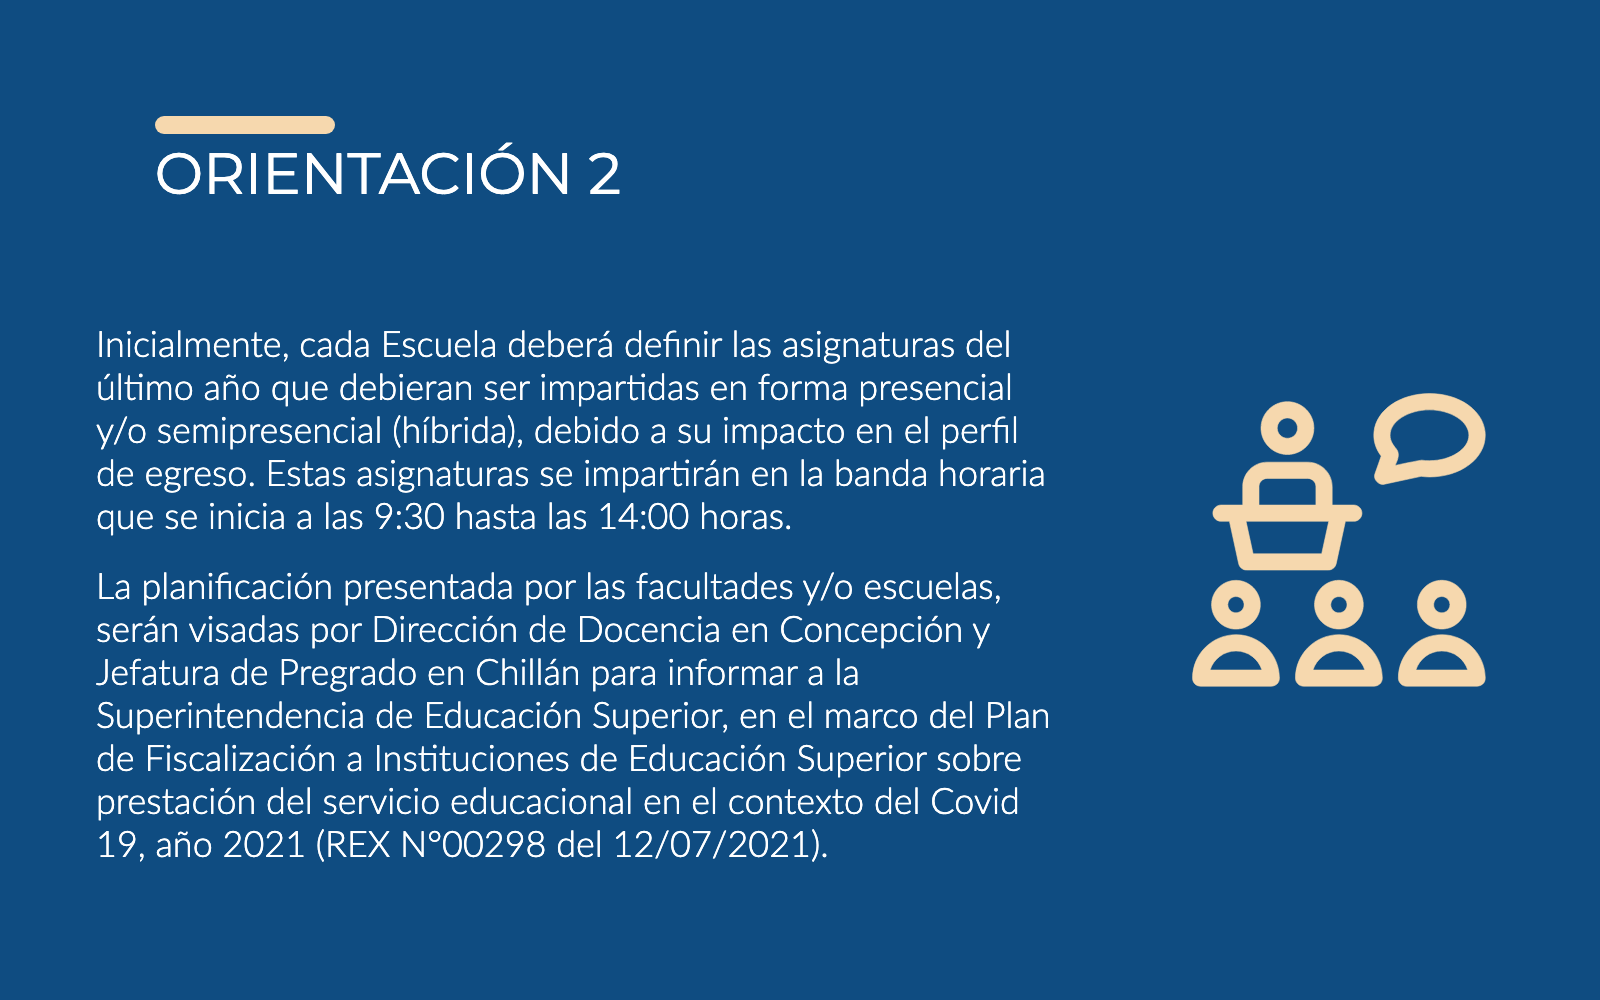 ORIENTACIÓN 2
Inicialmente, cada Escuela deberá definir las asignaturas del
último año que debieran ser impartidas en forma presencial
y/o semipresencial (híbrida), debido a su impacto en el perfil
de egreso. Estas asignaturas se impartirán en la banda horaria
que se inicia a las 9:30 hasta las 14:00 horas.
La planificación presentada por las facultades y/o escuelas,
serán visadas por Dirección de Docencia en Concepción y
Jefatura de Pregrado en Chillán para informar a la
Superintendencia de Educación Superior, en el marco del Plan
de Fiscalización a Instituciones de Educación Superior sobre
prestación del servicio educacional en el contexto del Covid
19, año 2021 (REX N°00298 del 12/07/2021).